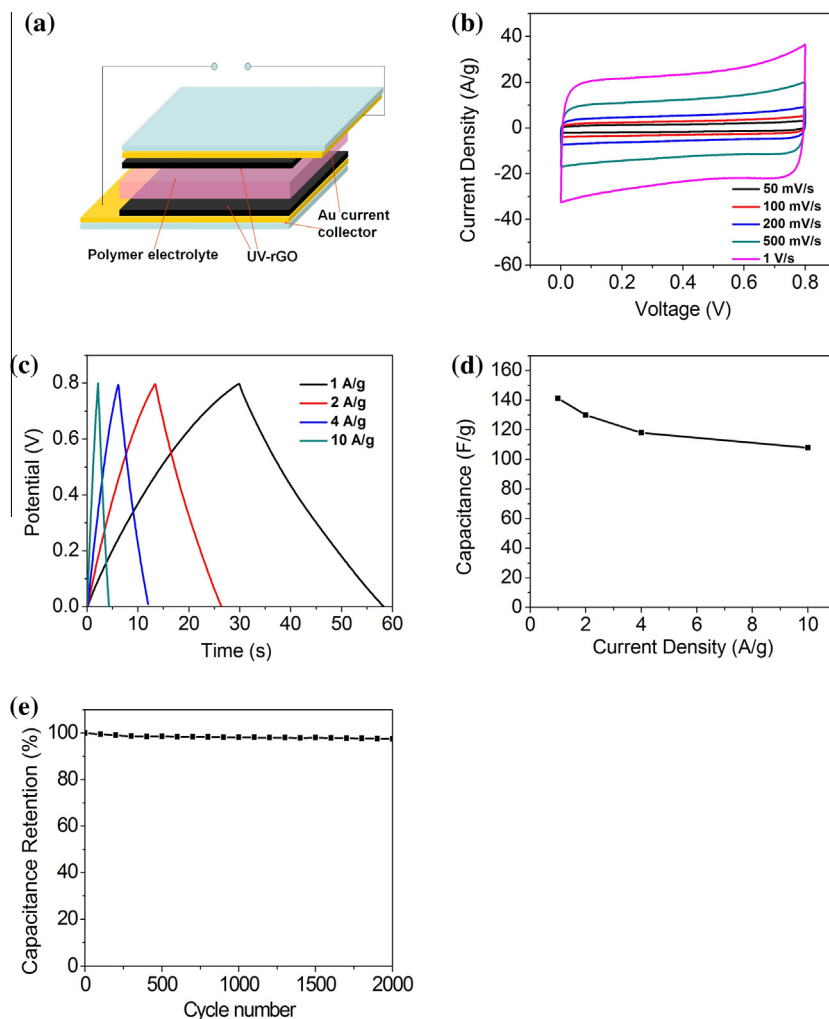 (a)
Polymer electrolyte
UV-rGO
Au current
collector
(b)
Current Density (A/g)
40
20
0
-20
-40
-60
0.0 0.2 0.4 0.6 0.8
Voltage (V)
50 mV/s
100 mV/s
200 mV/s
500 mV/s
1 V/s
(c)
Potential (V)
0.8
0.6
0.4
0.2
0.0
0 10 20 30 40 50 60
Time (s)
1 A/g
2 A/g
4 A/g
10 A/g
(d)
Capacitance (F/g)
160
140
120
100
80
60
40
20
0
0 2 4 6 8 10
Current Density (A/g)
(e)
Capacitance Retention (%)
100
80
60
40
20
0
0 500 1000 1500 2000
Cycle number